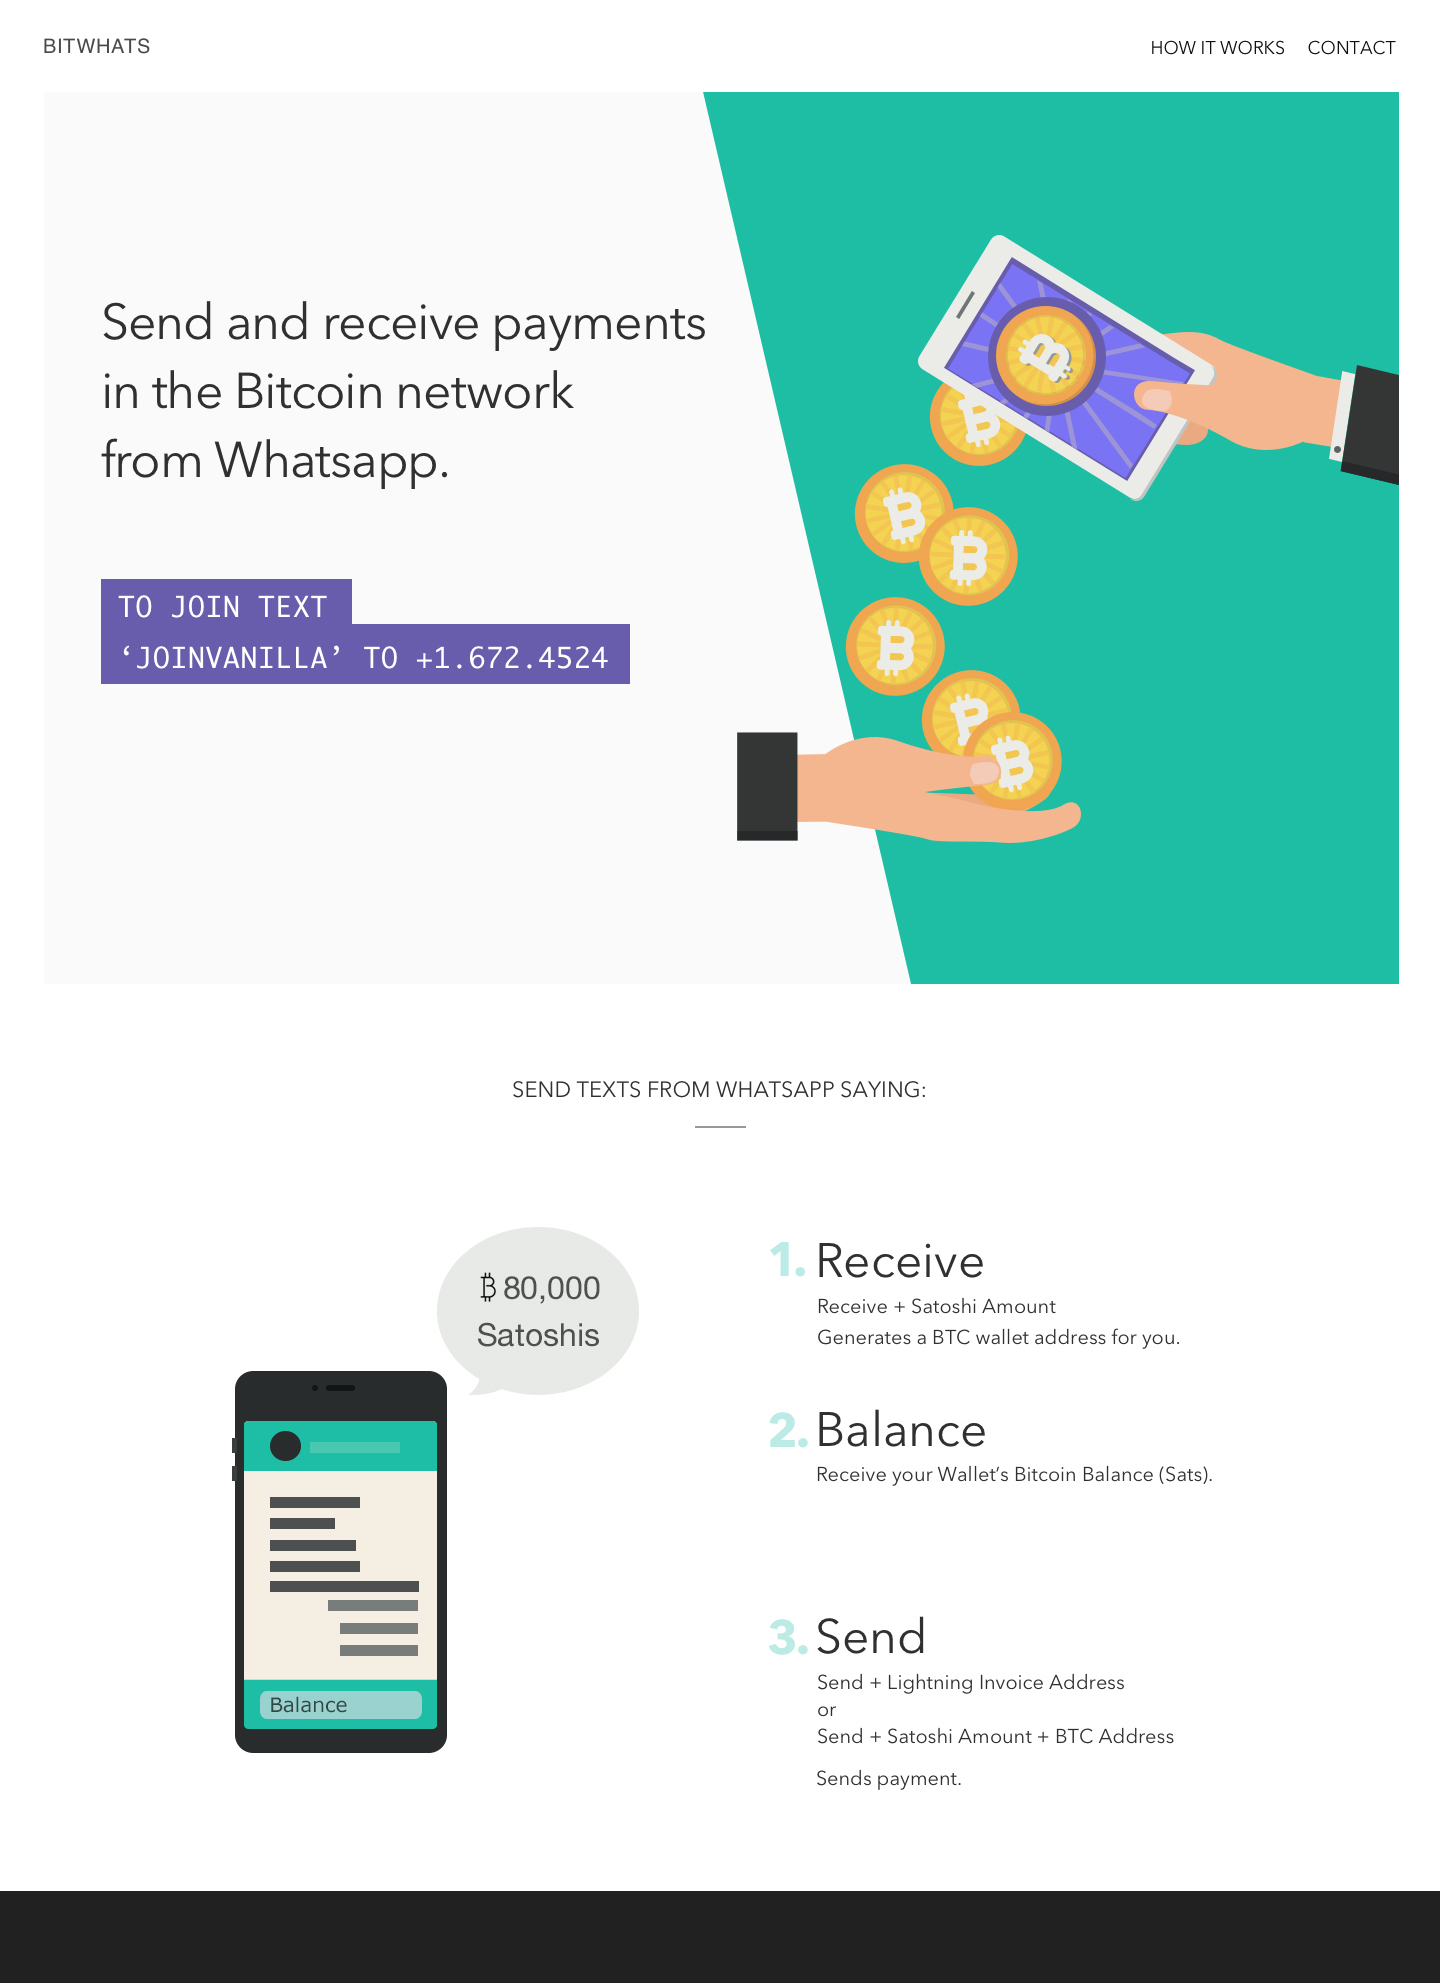 BITWHATS
HOW IT WORKS
CONTACT
Send and receive payments
in the Bitcoin network
from Whatsapp.
TO JOIN TEXT
‘JOINVANILLA’ TO +1.672.4524
SEND TEXTS FROM WHATSAPP SAYING:
₿ 80,000
Satoshis
Balance
1. Receive
Receive + Satoshi Amount
Generates a BTC wallet address for you.
2. Balance
Receive your Wallet’s Bitcoin Balance (Sats).
3. Send
Send + Lightning Invoice Address
or
Send + Satoshi Amount + BTC Address
Sends payment.